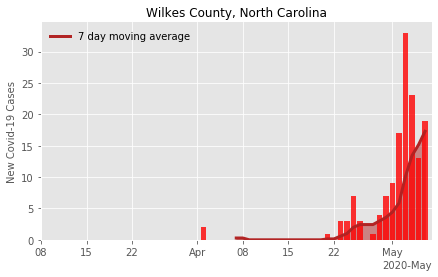 Wilkes County, North Carolina
7 day moving average
New Covid-19 Cases
30
25
20
15
10
5
0
08 15 22 Apr 08 15 22 May
2020-May